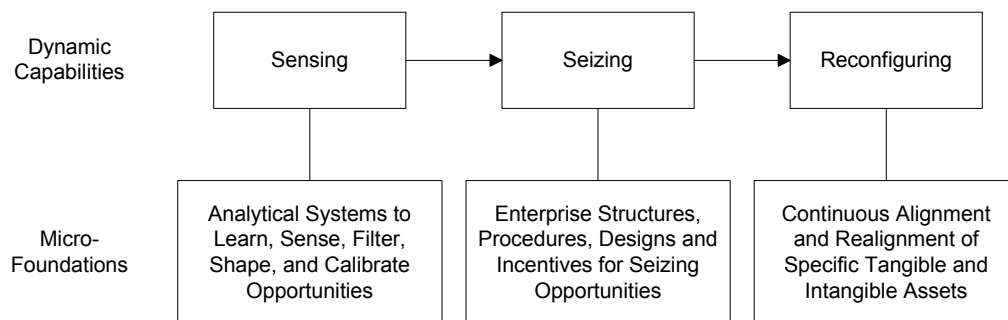 Dynamic
Capabilities
Sensing
Seizing
Reconfiguring
Micro-
Foundations
Analytical Systems to
Learn, Sense, Filter,
Shape, and Calibrate
Opportunities
Enterprise Structures,
Procedures, Designs and
Incentives for Seizing
Opportunities
Continuous Alignment
and Realignment of
Specific Tangible and
Intangible Assets